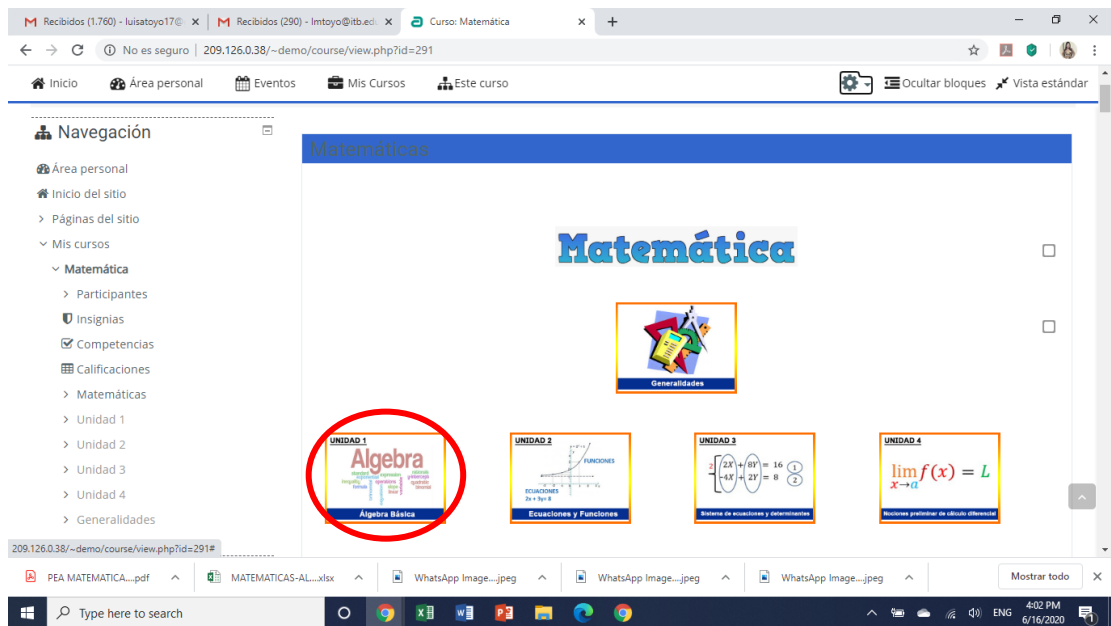 Recibidos (1.760) - luisatoyo17@
Recibidos (290) - lmtoyo@itb.ed
Curso: Matemática
No es seguro
209.126.0.38/~demo/course/view.php?id=291
Inicio
Área personal
Eventos
Mis Cursos
Este curso
Ocultar bloques
Vista estándar
Navegación
Área personal
Inicio del sitio
Páginas del sitio
Mis cursos
Matemática
Participantes
Insignias
Competencias
Calificaciones
Matemáticas
Unidad 1
Unidad 2
Unidad 3
Unidad 4
Generalidades
Matemáticas
Matemática
Generalidades
UNIDAD 1
Algebra
Álgebra Básica
UNIDAD 2
FUNCIONES
ECUACIONES
2x + 3y= 8
Ecuaciones y Funciones
UNIDAD 3
2 2X + 8Y = 16 1
-4X + 2Y = 8 2
Sistema de ecuaciones y determinantes
UNIDAD 4
lim f(x) = L
x→a
Nociones preliminar de cálculo diferencial
209.126.0.38/~demo/course/view.php?id=291#
PEA MATEMATICA....pdf
MATEMATICAS-AL....xlsx
WhatsApp Image....jpeg
WhatsApp Image....jpeg
WhatsApp Image....jpeg
Mostrar todo
Type here to search
ENG
4:02 PM
6/16/2020